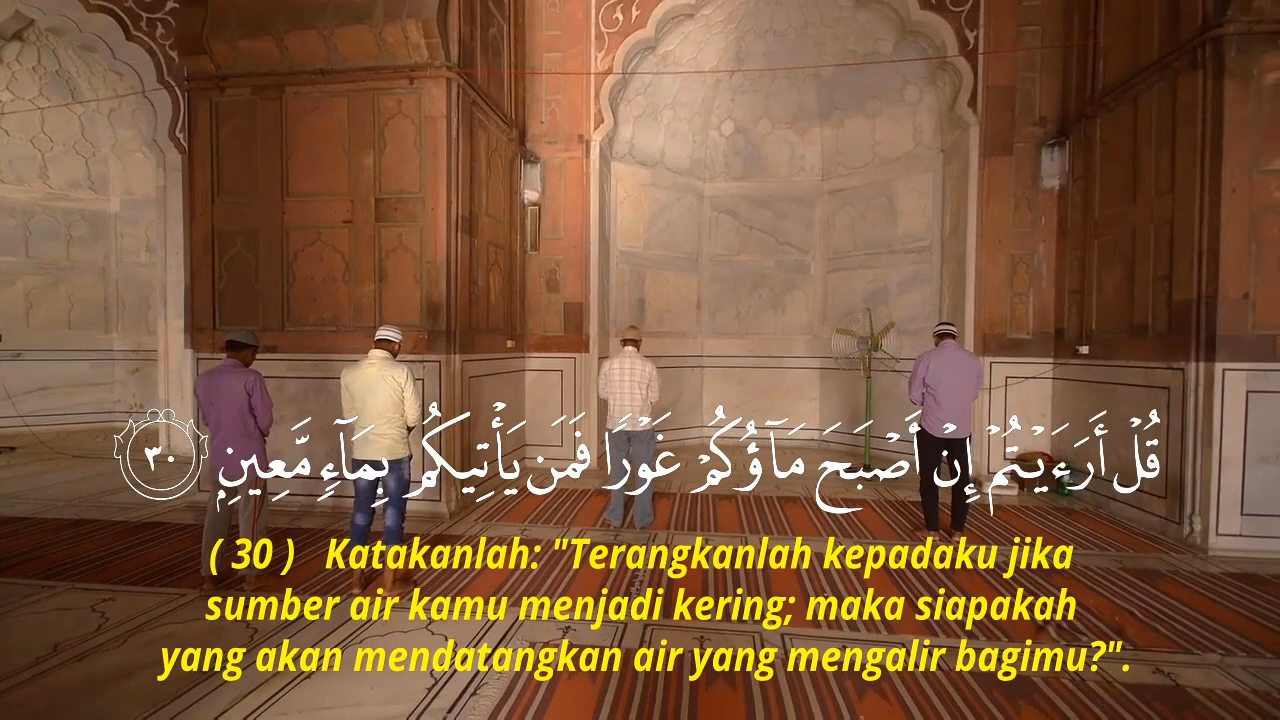 قُلْ أَرَءَيْتُمْ إِنْ أَصْبَحَ مَآؤُكُمْ غَوْرًا فَمَن يَأْتِيكُم بِمَآءٍ مَّعِينٍۭ ٣٠
( 30 ) Katakanlah: "Terangkanlah kepadaku jika
sumber air kamu menjadi kering; maka siapakah
yang akan mendatangkan air yang mengalir bagimu?".